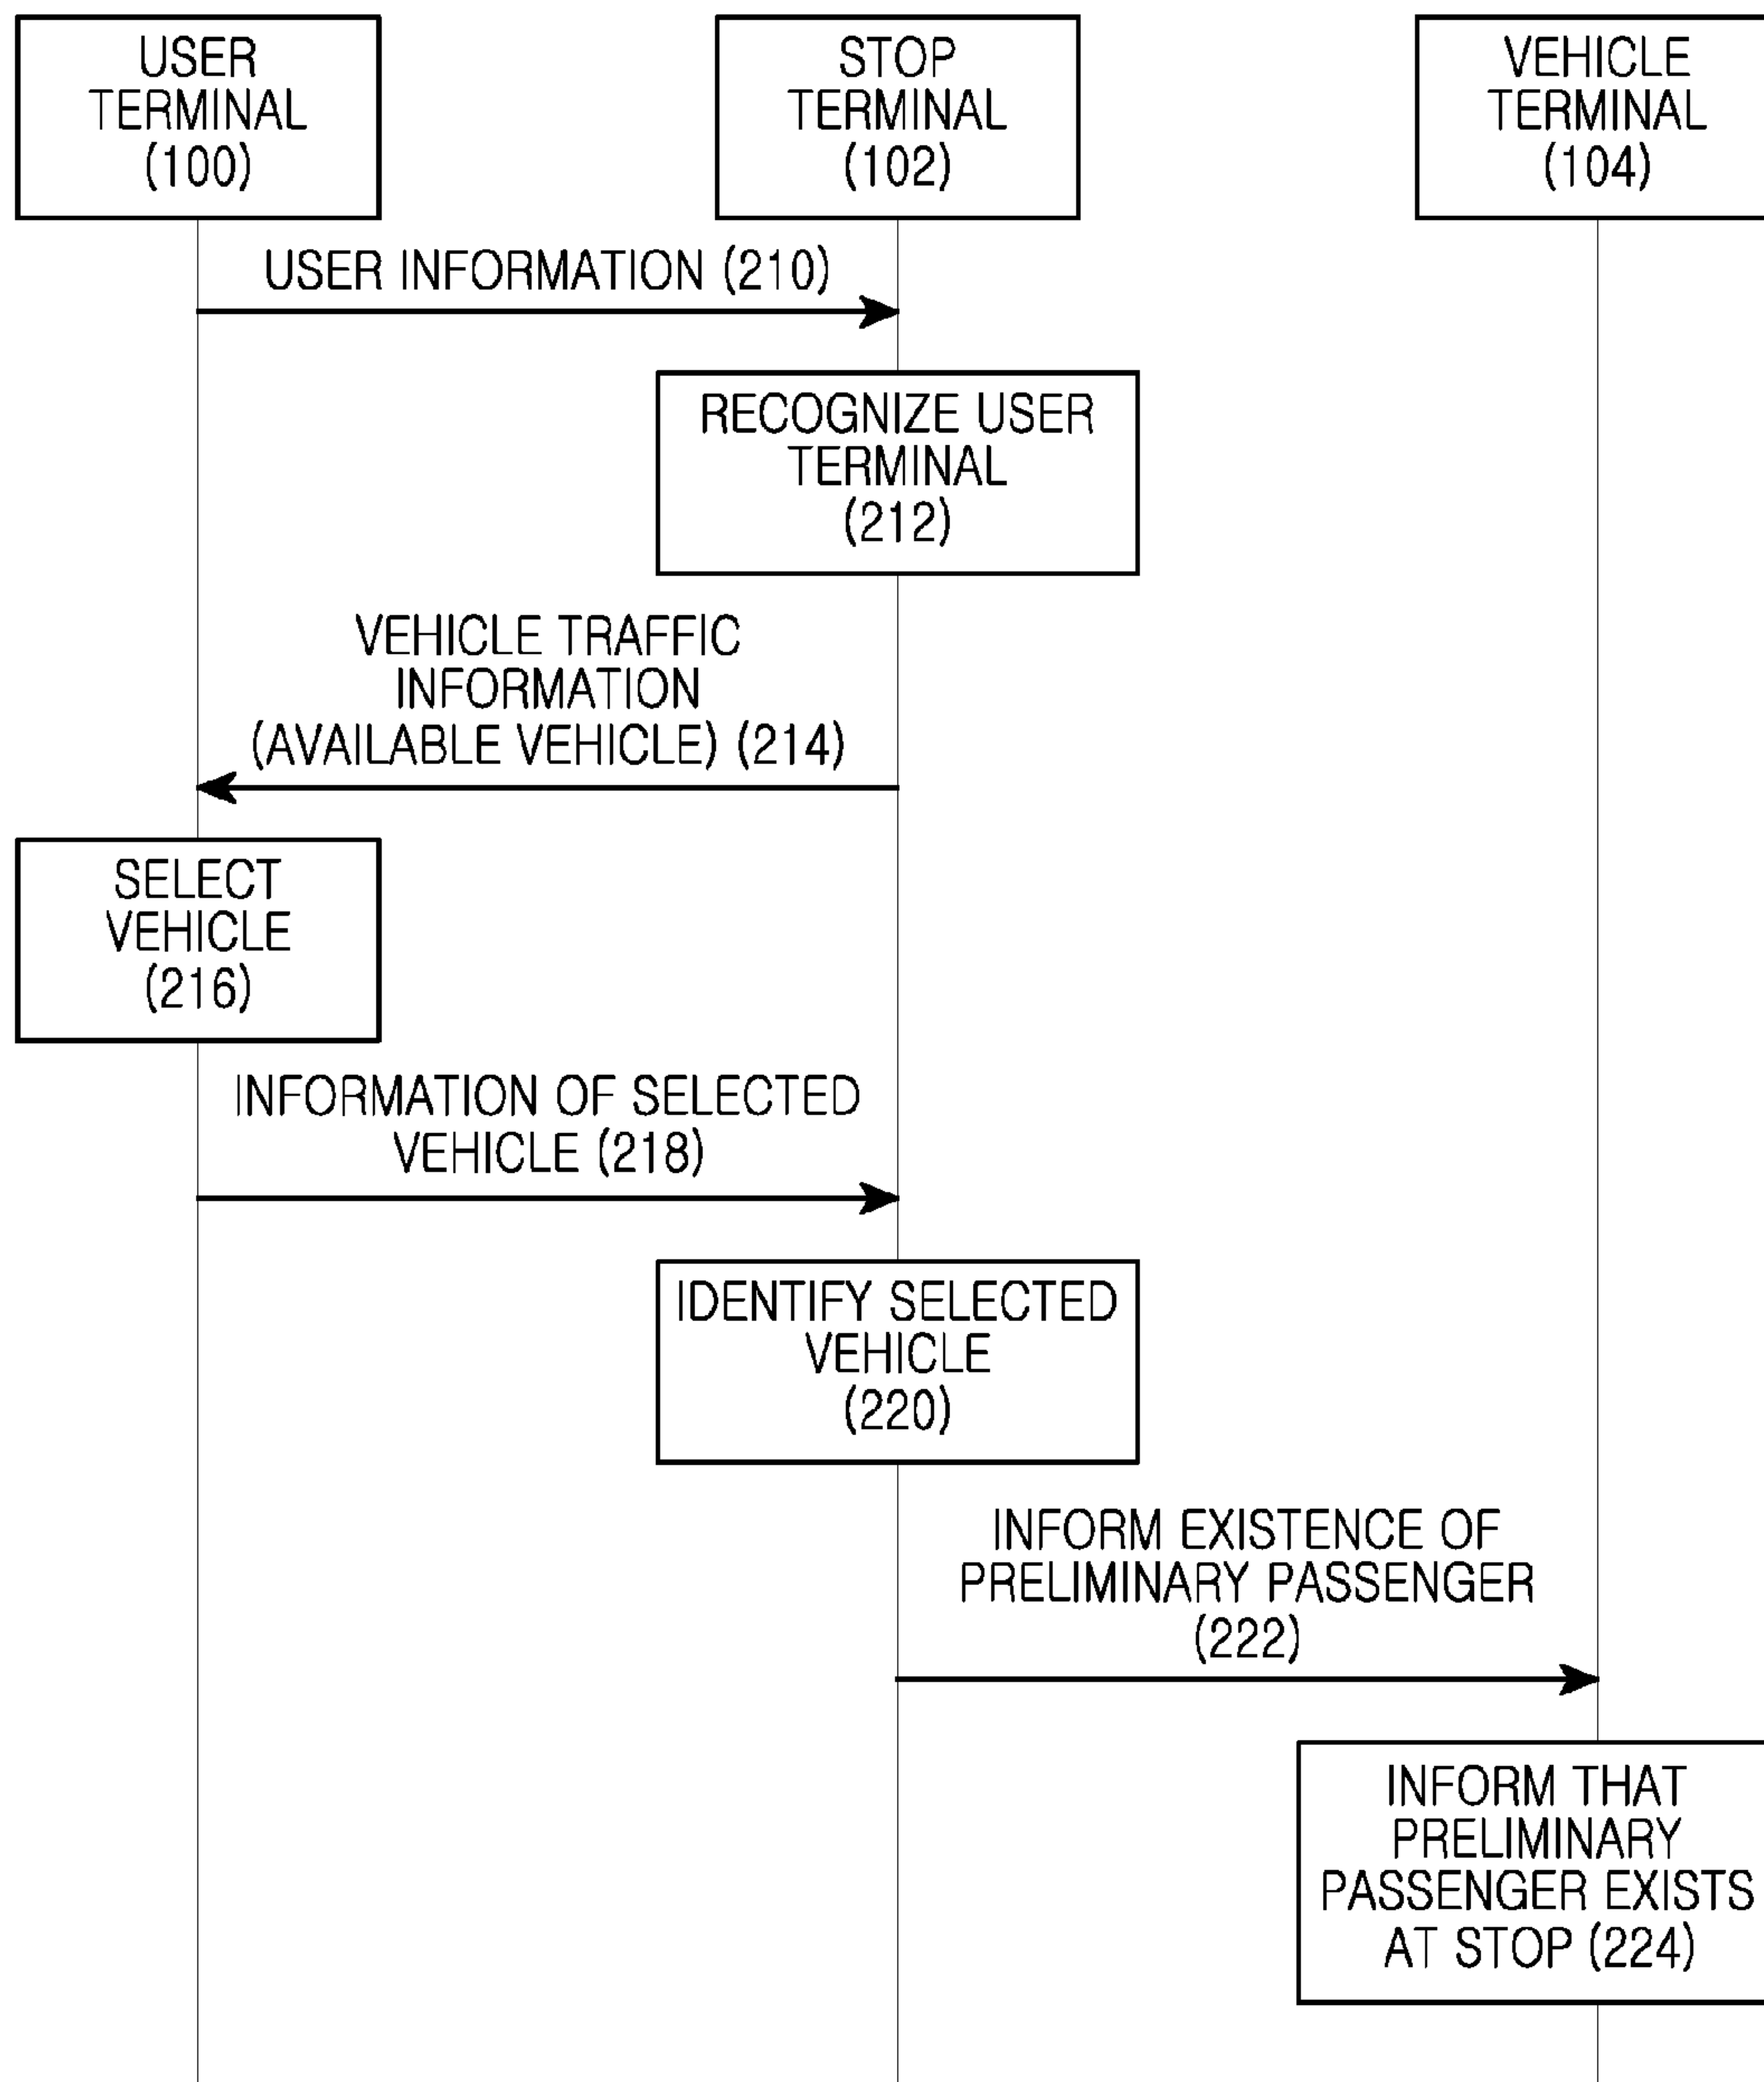 USER
TERMINAL
(100)
STOP
TERMINAL
(102)
VEHICLE
TERMINAL
(104)
USER INFORMATION (210)
RECOGNIZE USER
TERMINAL
(212)
VEHICLE TRAFFIC
INFORMATION
(AVAILABLE VEHICLE) (214)
SELECT
VEHICLE
(216)
INFORMATION OF SELECTED
VEHICLE (218)
IDENTIFY SELECTED
VEHICLE
(220)
INFORM EXISTENCE OF
PRELIMINARY PASSENGER
(222)
INFORM THAT
PRELIMINARY
PASSENGER EXISTS
AT STOP (224)